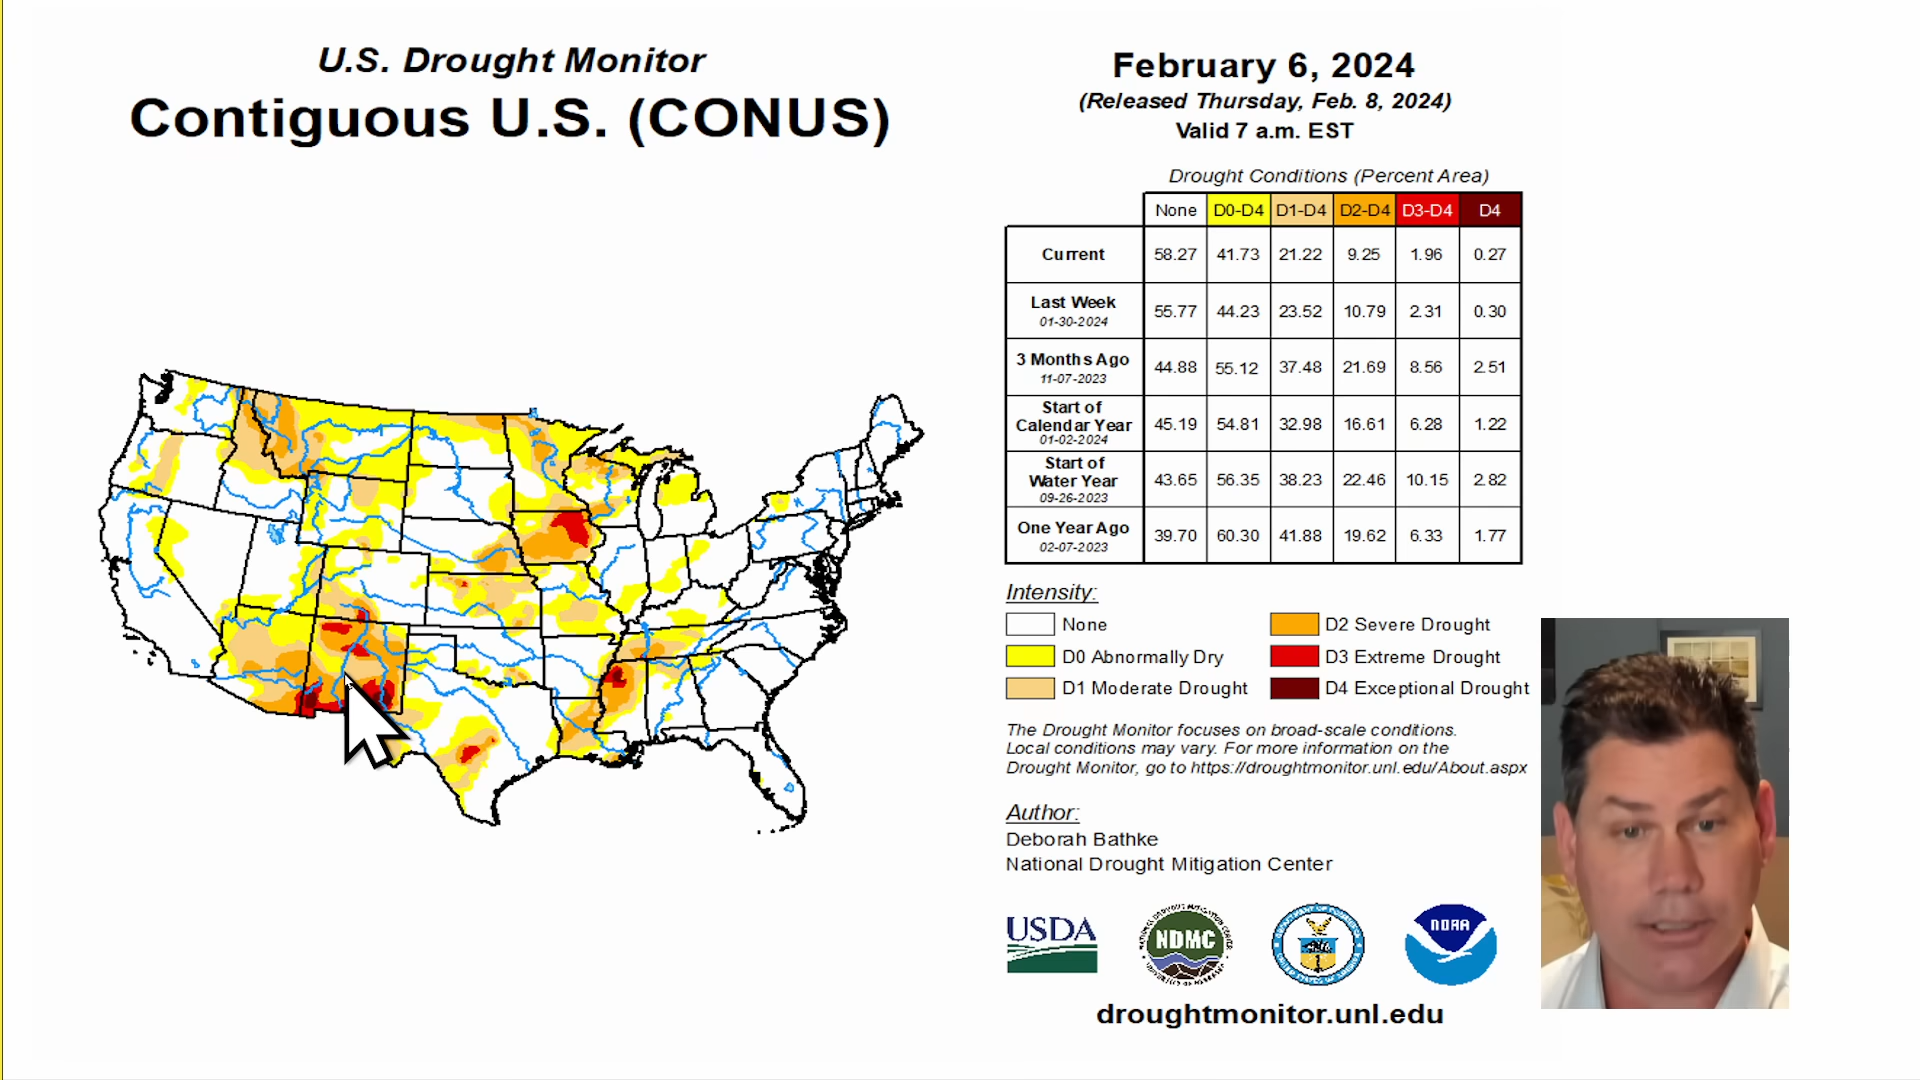 U.S. Drought Monitor
Contiguous U.S. (CONUS)
February 6, 2024
(Released Thursday, Feb. 8, 2024)
Valid 7 a.m. EST
Drought Conditions (Percent Area)
None D0-D4 D1-D4 D2-D4 D3-D4 D4
Current 58.27 41.73 21.22 9.25 1.96 0.27
Last Week
01-30-2024
55.77 44.23 23.52 10.79 2.31 0.30
3 Months Ago
11-07-2023
44.88 55.12 37.48 21.69 8.56 2.51
Start of
Calendar Year
01-02-2024
45.19 54.81 32.98 16.61 6.28 1.22
Start of
Water Year
09-26-2023
43.65 56.35 38.23 22.46 10.15 2.82
One Year Ago
02-07-2023
39.70 60.30 41.88 19.62 6.33 1.77
Intensity:
None
D0 Abnormally Dry
D1 Moderate Drought
D2 Severe Drought
D3 Extreme Drought
D4 Exceptional Drought
The Drought Monitor focuses on broad-scale conditions.
Local conditions may vary. For more information on the
Drought Monitor, go to https://droughtmonitor.unl.edu/About.aspx
Author:
Deborah Bathke
National Drought Mitigation Center
USDA
NDMC
NOAA
droughtmonitor.unl.edu